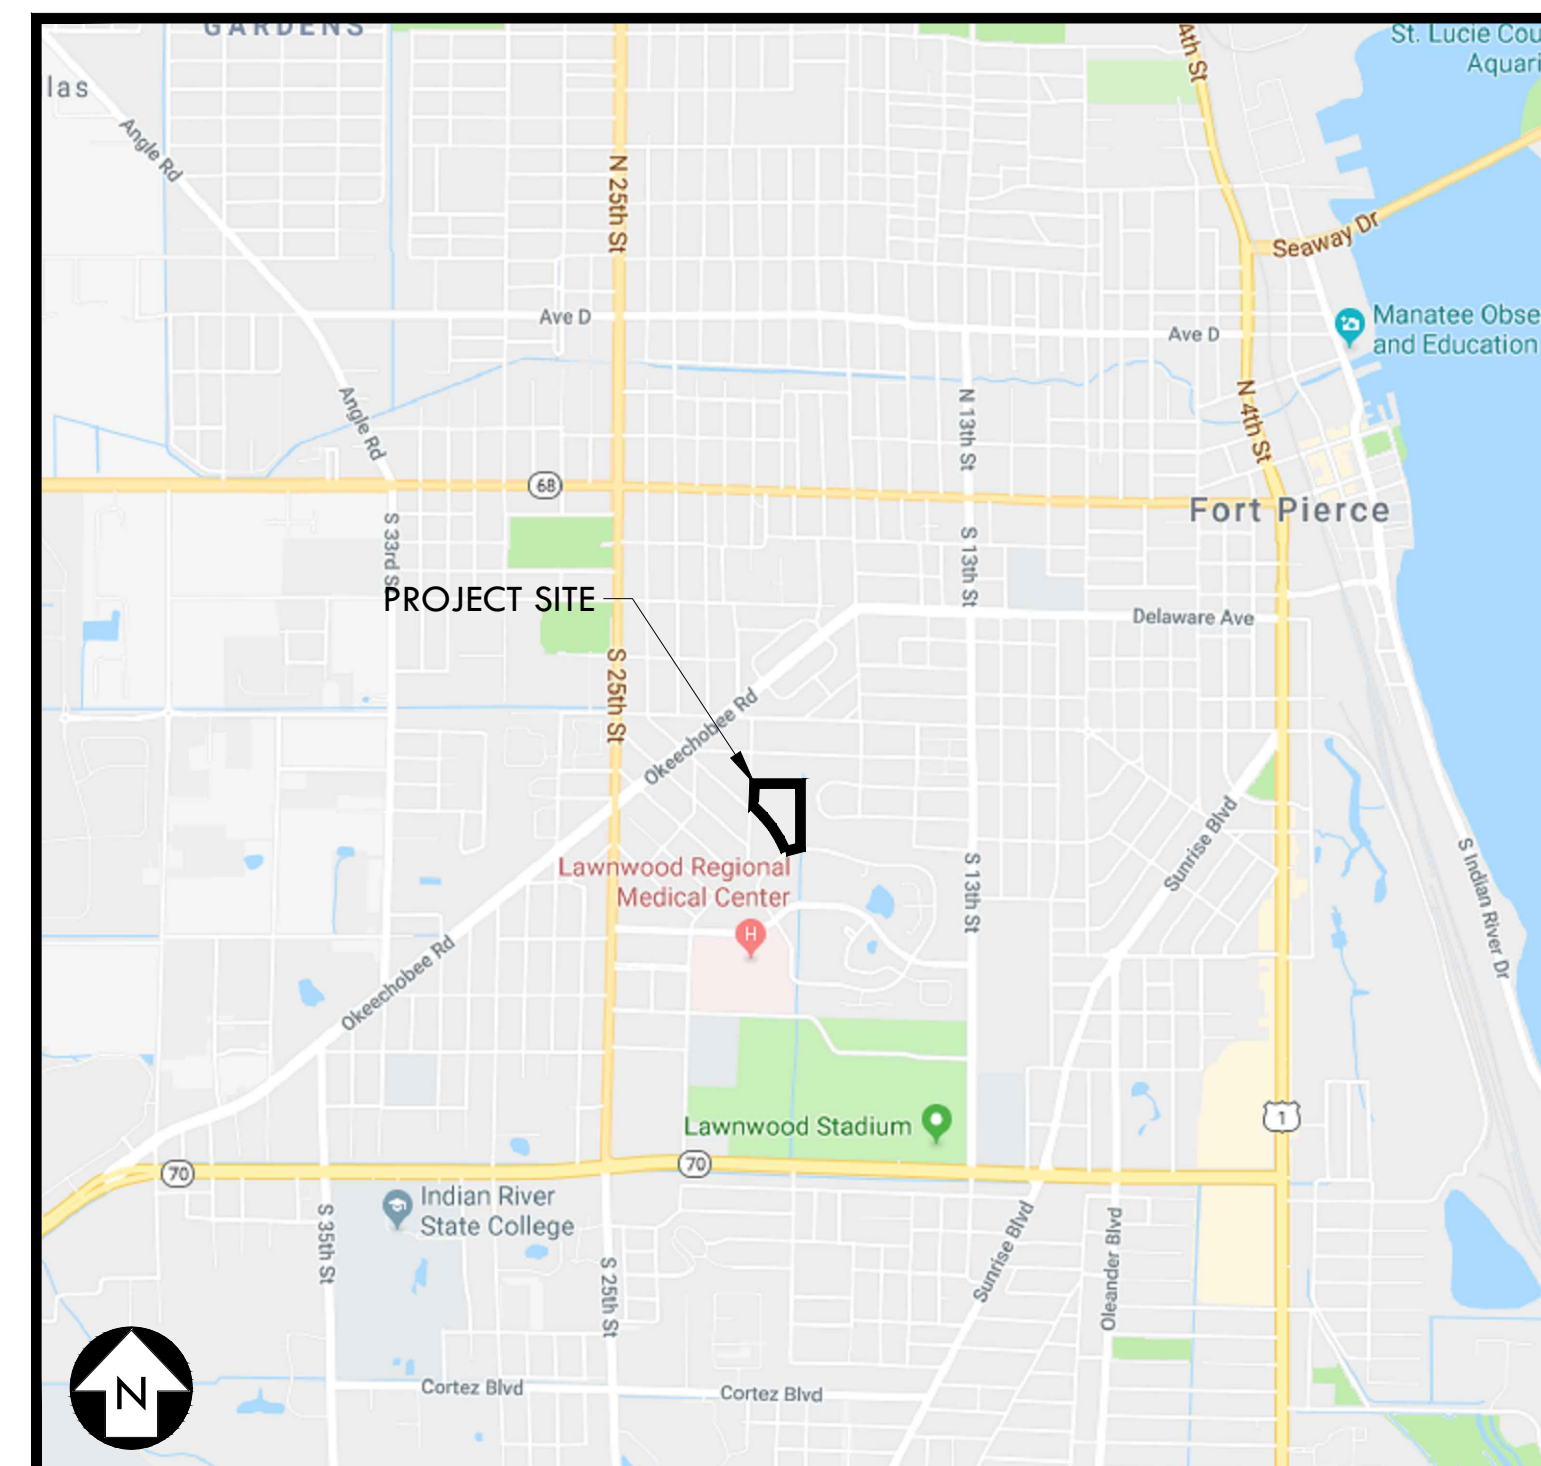 GARDENS
St. Lucie Cou
Aquari
las
4th St
Angle Rd
N 25th St
Seaway Dr
Ave D
Ave D
Manatee Obse
and Education
Angle Rd
N 13th St
N 4th St
68
Fort Pierce
S 33rd S
S 13th St
PROJECT SITE
Delaware Ave
S 25th St
Okeechobee Rd
Sunrise Blvd
Lawnwood Regional
Medical Center
H
S 13th St
S Indian River Dr
Okeechobee Rd
Lawnwood Stadium
1
70
70
Indian River
State College
S 35th St
S 25th St
Sunrise Blvd
Oleander Blvd
N
Cortez Blvd
Cortez Blvd